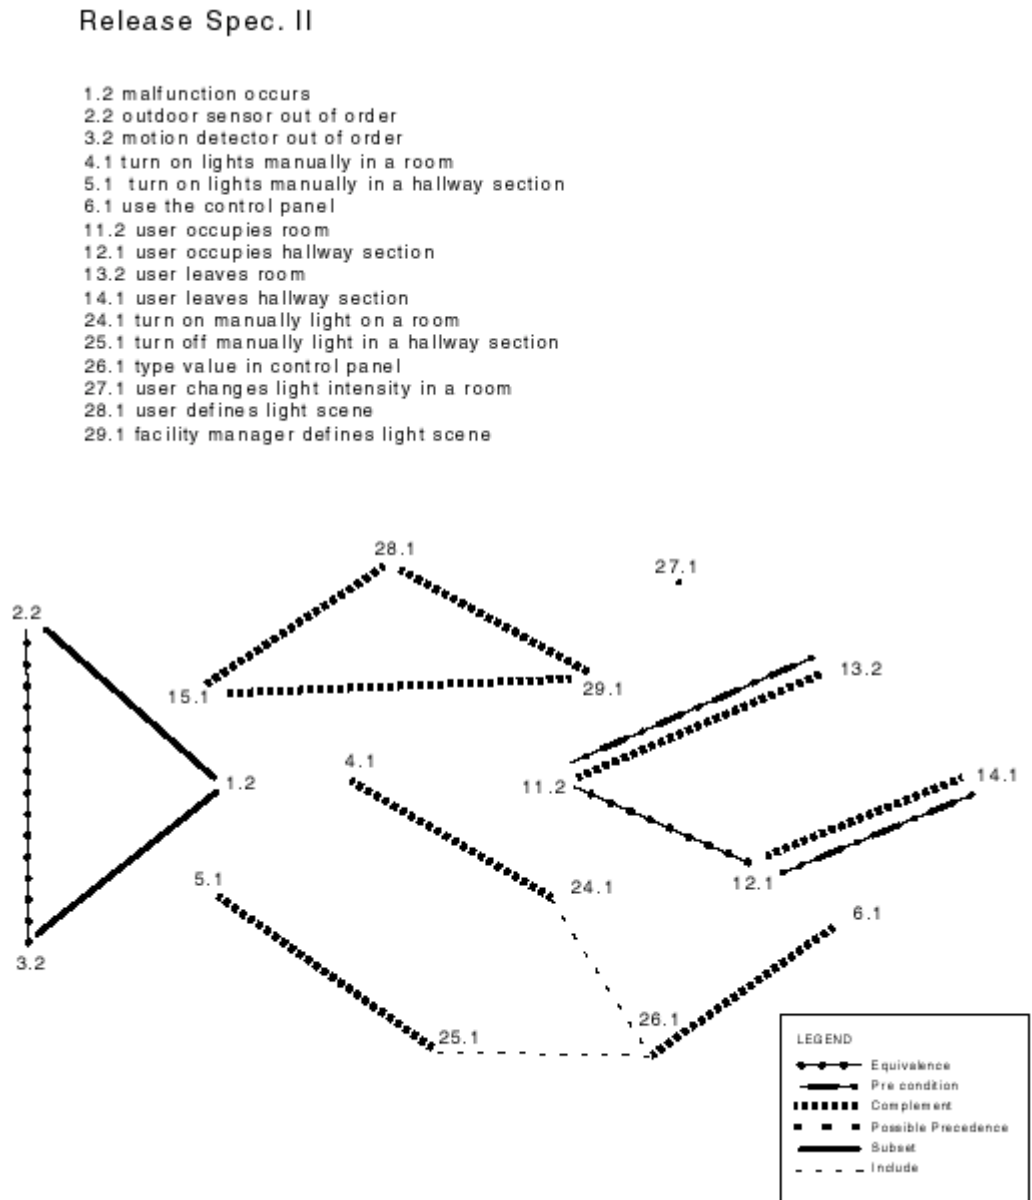 Release Spec. II
1.2 malfunction occurs
2.2 outdoor sensor out of order
3.2 motion detector out of order
4.1 turn on lights manually in a room
5.1 turn on lights manually in a hallway section
6.1 use the control panel
11.2 user occupies room
12.1 user occupies hallway section
13.2 user leaves room
14.1 user leaves hallway section
24.1 turn on manually light on a room
25.1 turn off manually light in a hallway section
26.1 type value in control panel
27.1 user changes light intensity in a room
28.1 user defines light scene
29.1 facility manager defines light scene
28.1
27.1
2.2
13.2
15.1
29.1
4.1
1.2
11.2
14.1
5.1
24.1
12.1
6.1
3.2
26.1
25.1
LEGEND
Equivalence
Pre condition
Complement
Possible Precedence
Subset
Include